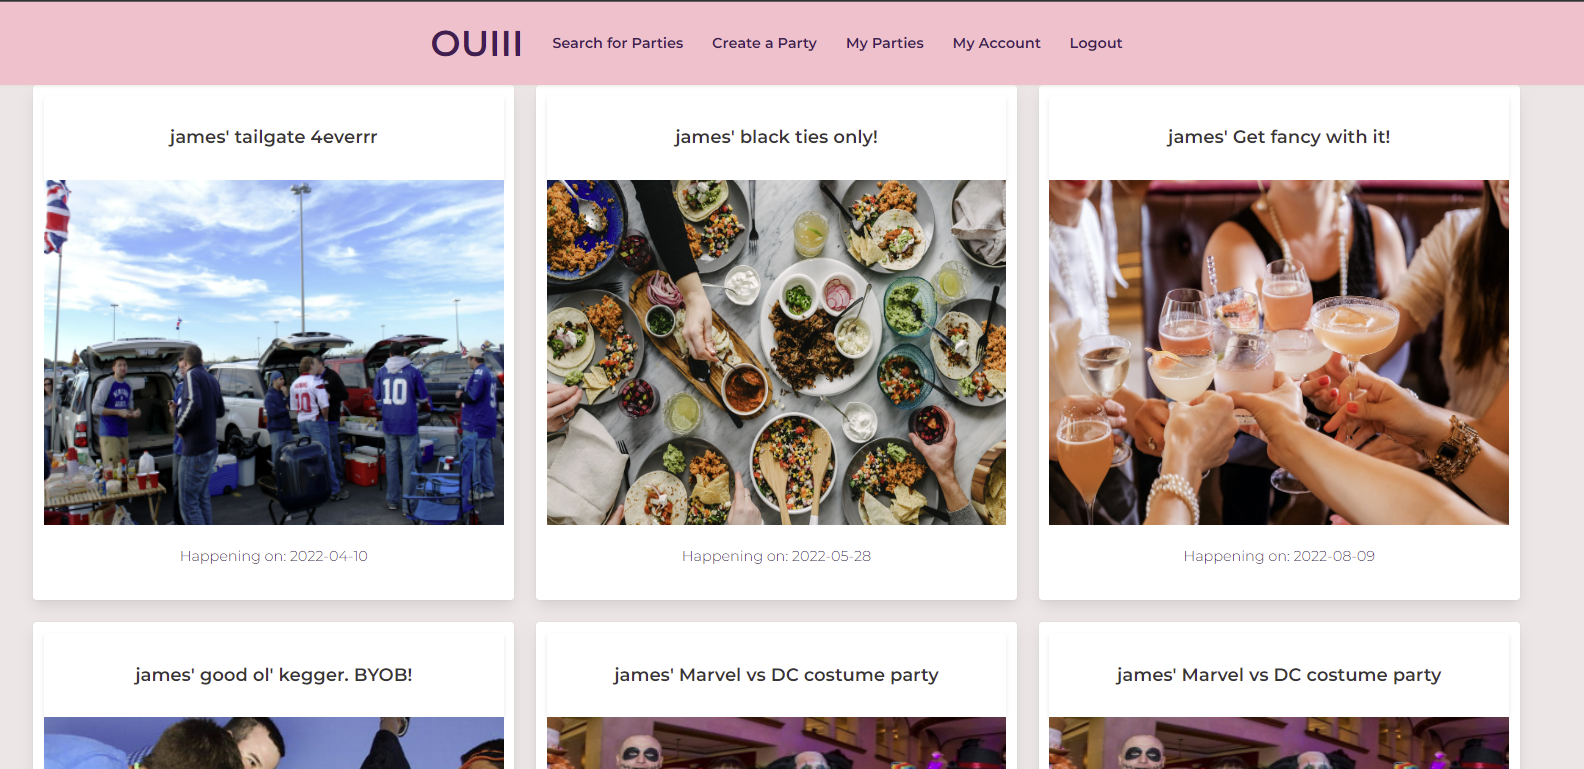 OUIII Search for Parties Create a Party My Parties My Account Logout
james' tailgate 4everrr
james' black ties only!
james' Get fancy with it!
10
10
Happening on: 2022-04-10
Happening on: 2022-05-28
Happening on: 2022-08-09
james' good ol' kegger. BYOB!
james' Marvel vs DC costume party
james' Marvel vs DC costume party